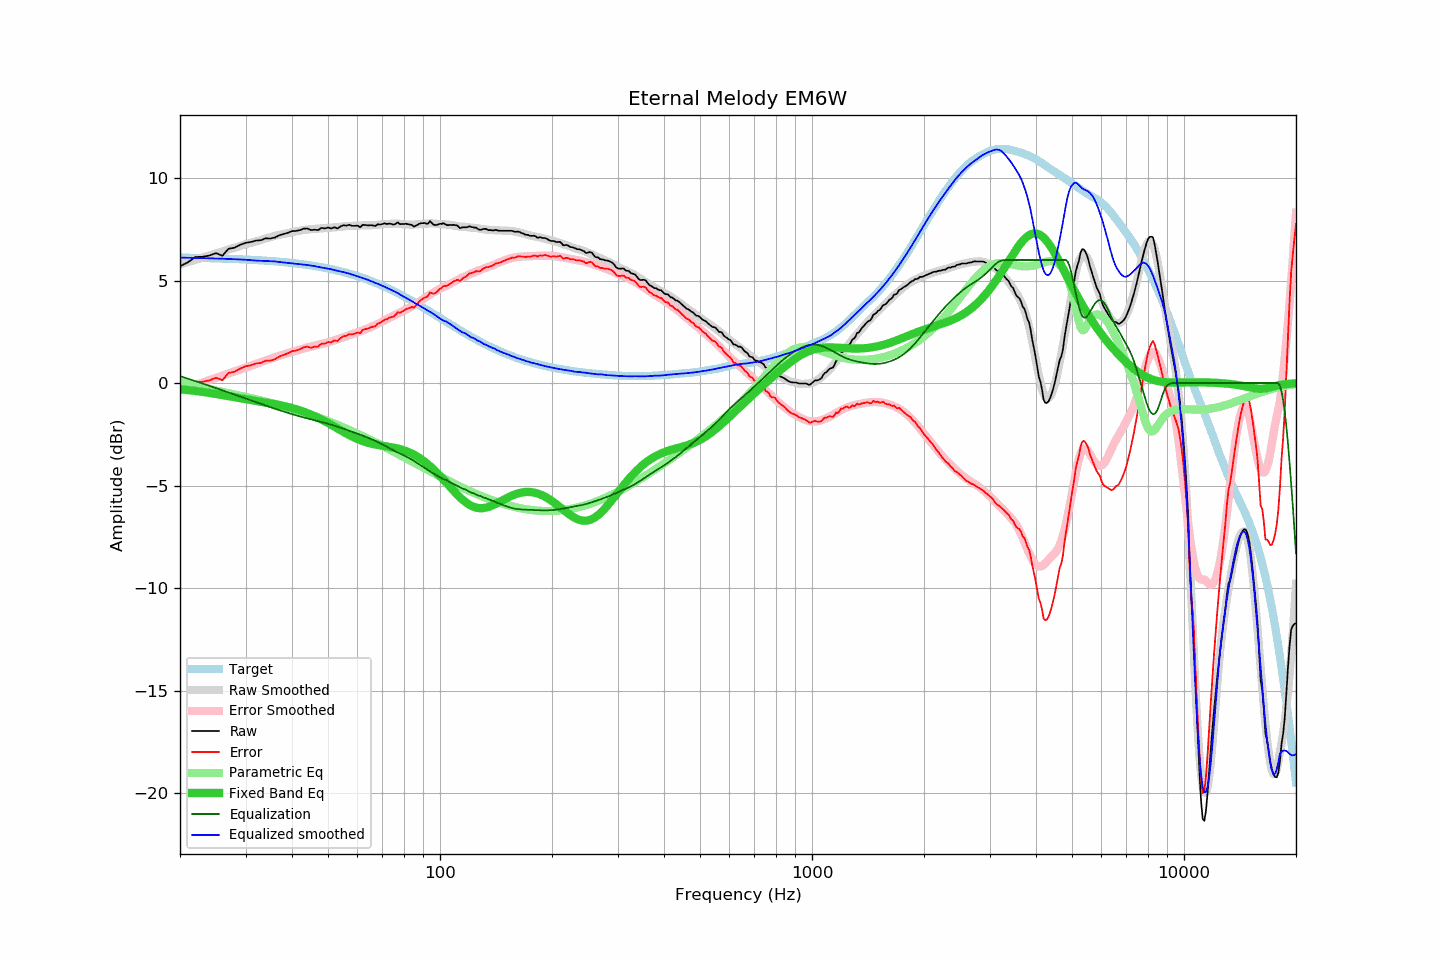 Eternal Melody EM6W
Amplitude (dBr)
10
5
0
−5
−10
−15
−20
Target
Raw Smoothed
Error Smoothed
Raw
Error
Parametric Eq
Fixed Band Eq
Equalization
Equalized smoothed
100
1000
10000
Frequency (Hz)